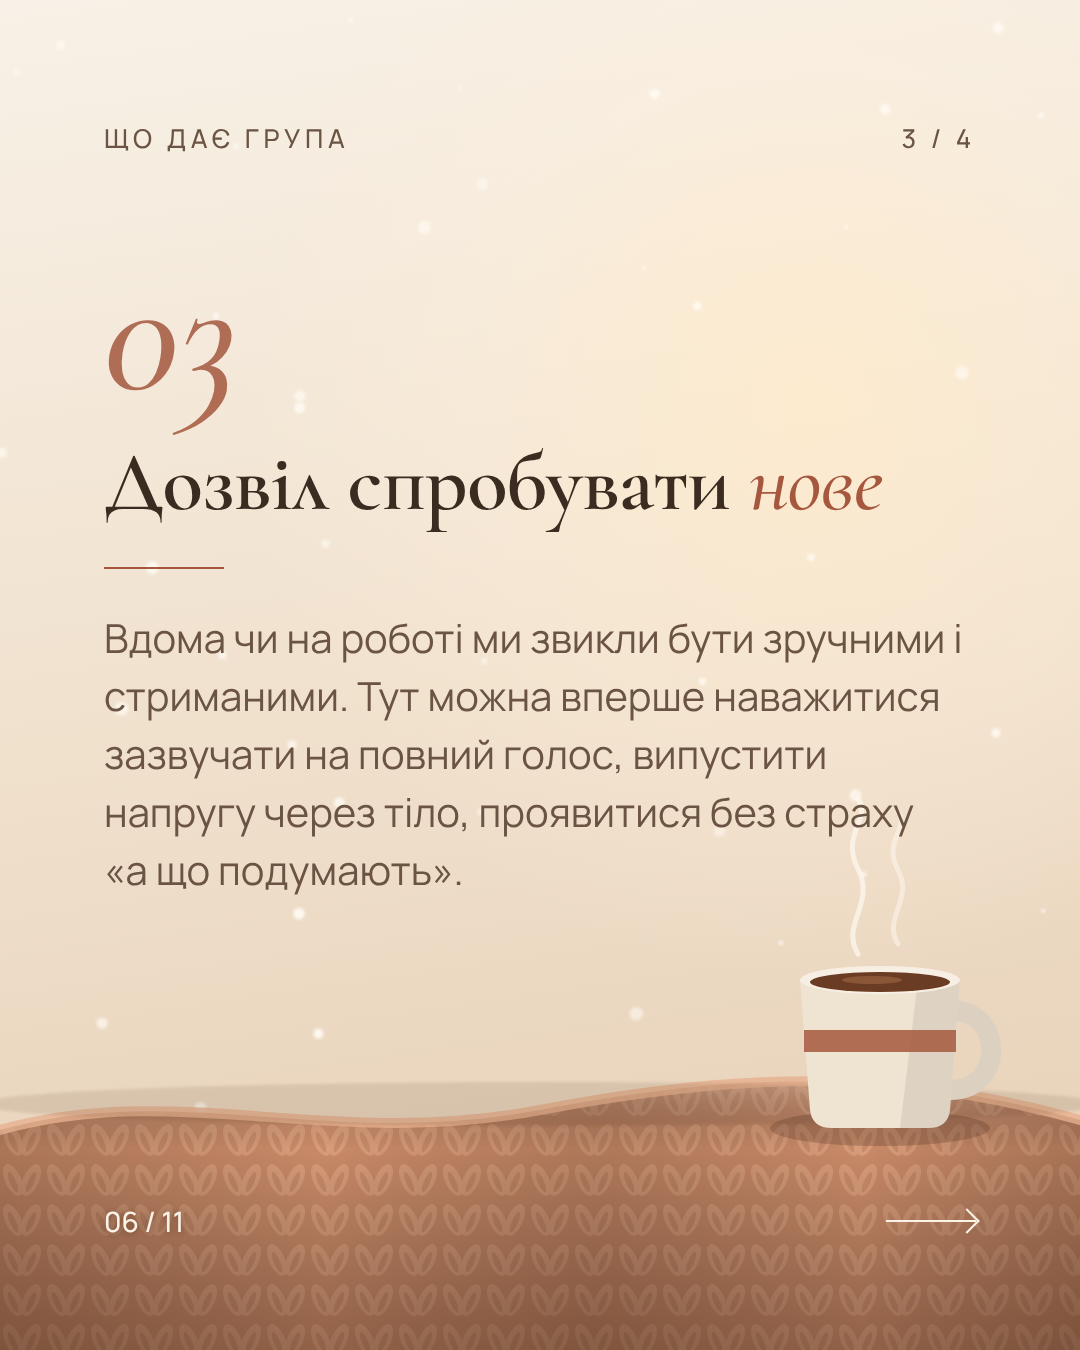 ЩО ДАЄ ГРУПА
3 / 4
03
Дозвіл спробувати нове
Вдома чи на роботі ми звикли бути зручними і
стриманими. Тут можна вперше наважитися
зазвучати на повний голос, випустити
напругу через тіло, проявитися без страху
«а що подумають».
06 / 11